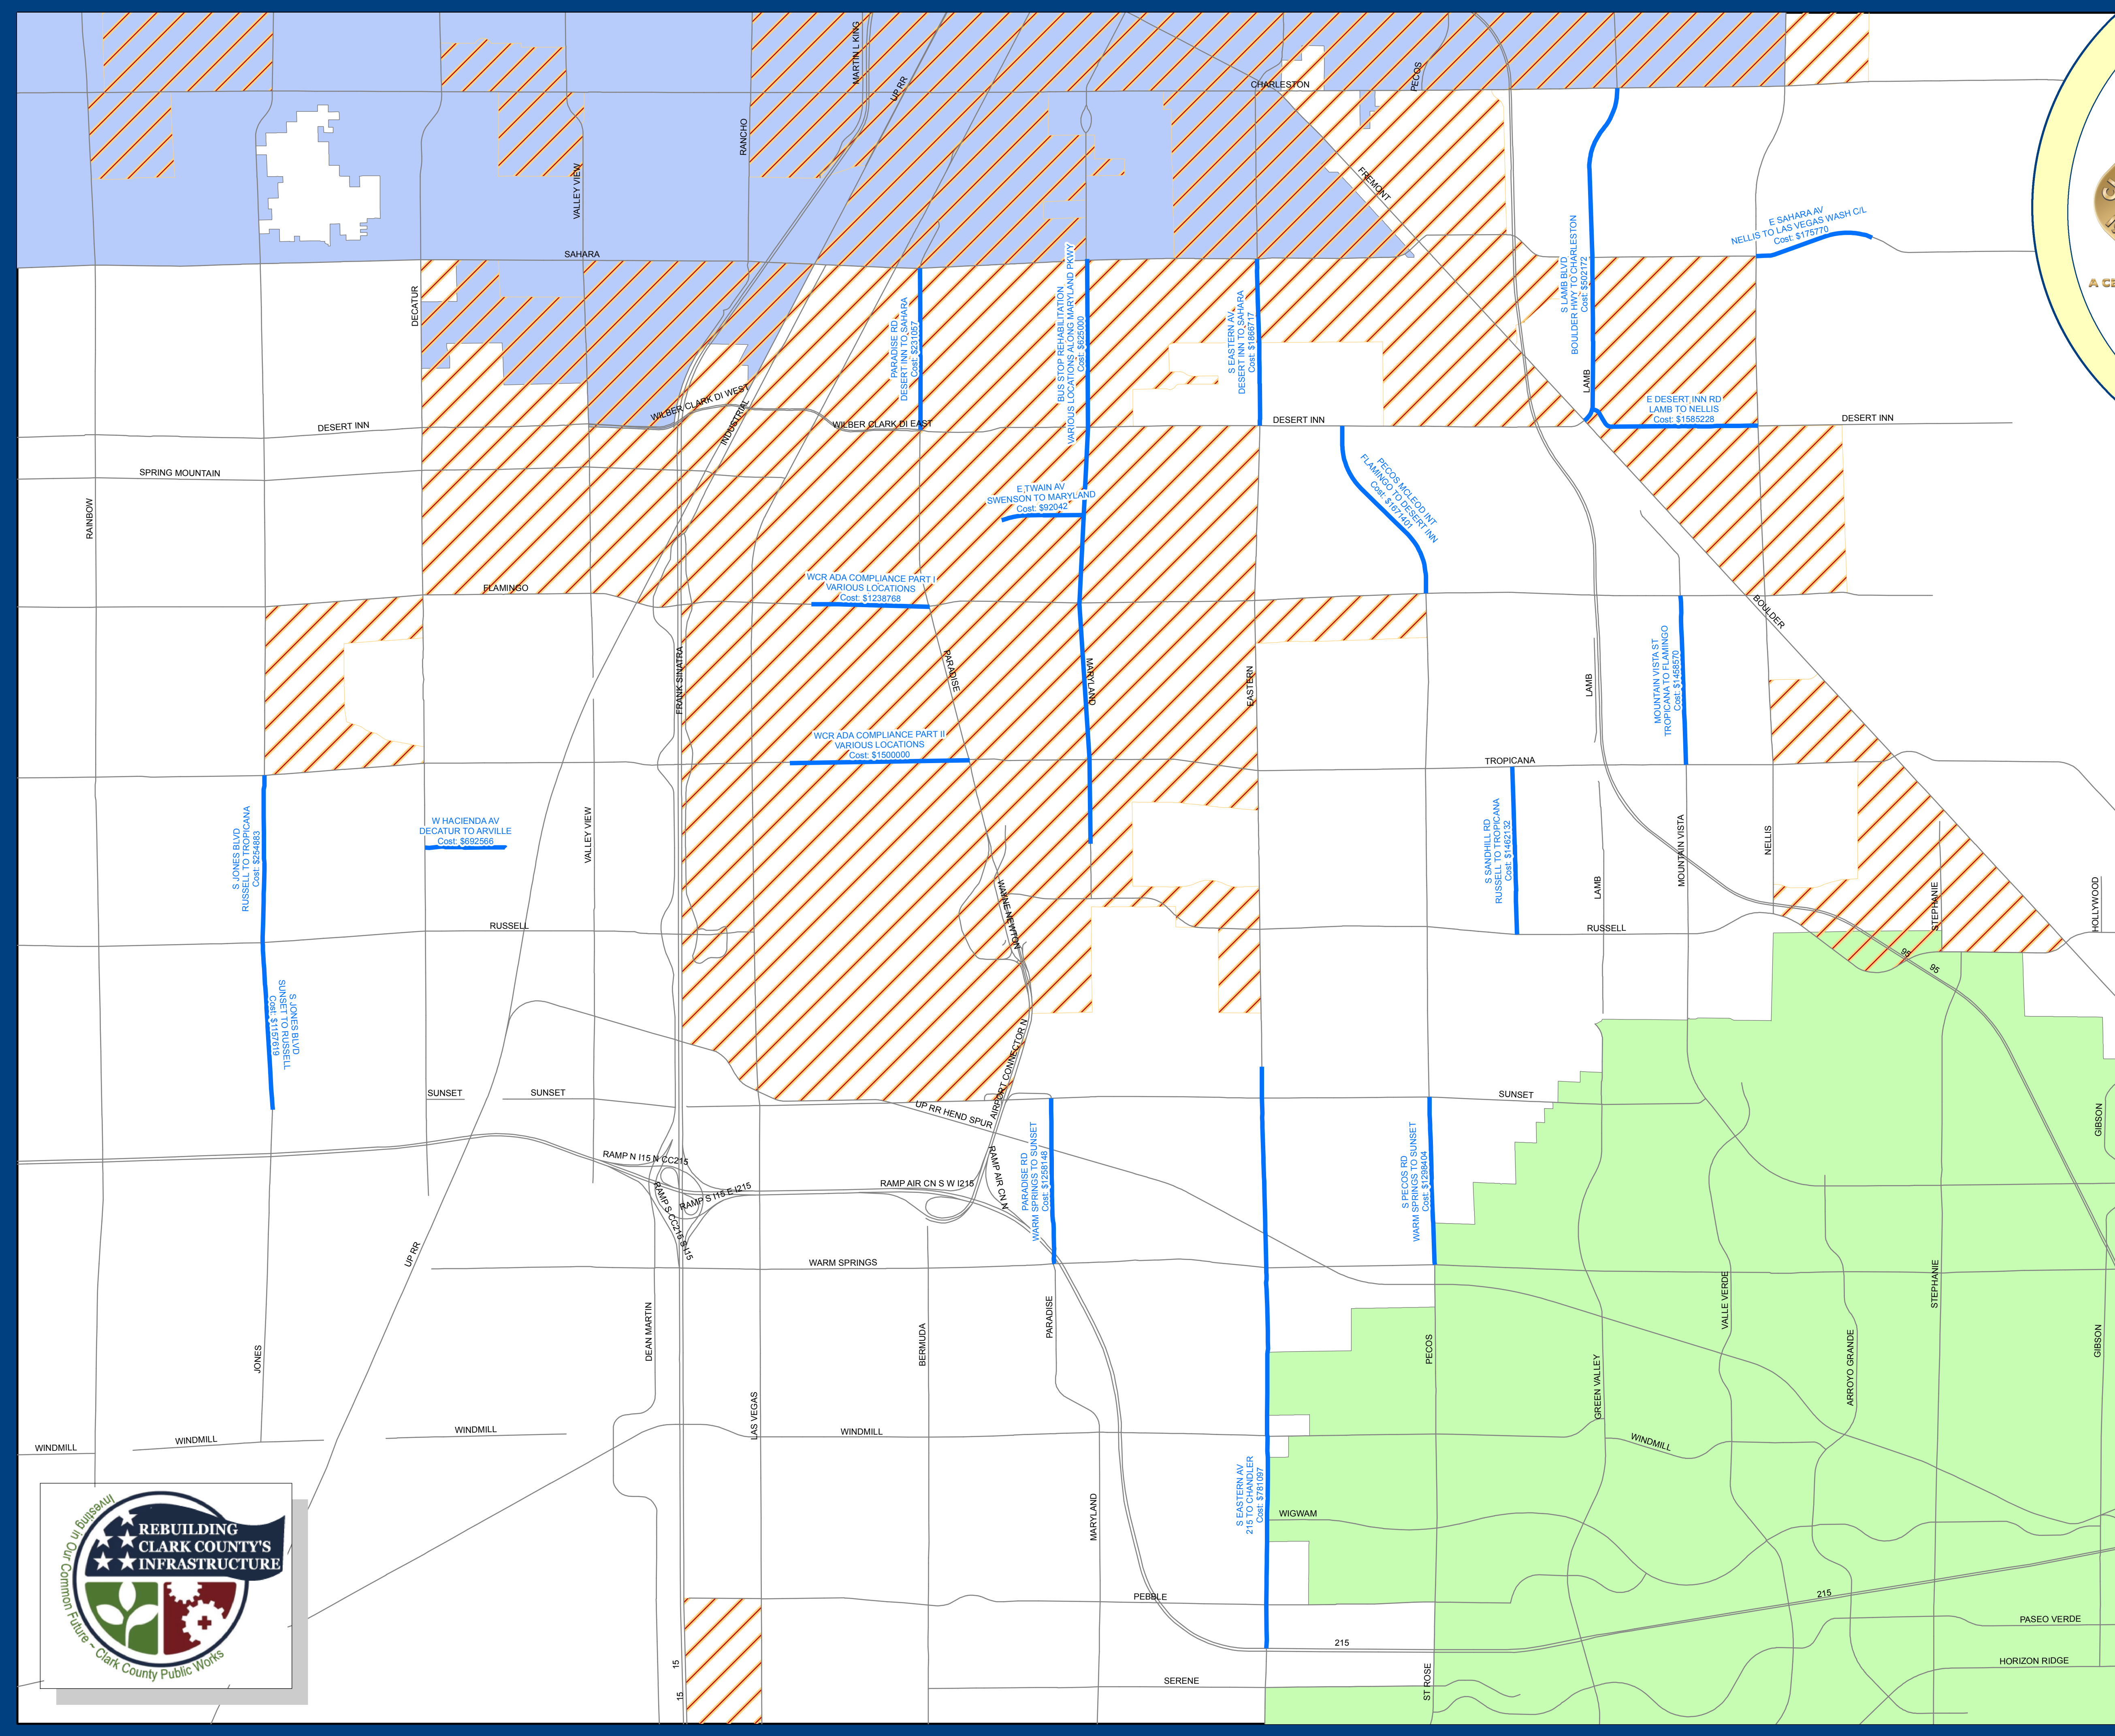 MARTIN L KING
UP RR
CHARLESTON
PECOS
RANCHO
VALLEY VIEW
FREMONT
SAHARA
E SAHARA AV
NELLIS TO LAS VEGAS WASH C/L
Cost: $175770
A CE
DECATUR
PARADISE RD
DESERT INN TO SAHARA
Cost: $231057
BUS STOP REHABILITATION
VARIOUS LOCATIONS ALONG MARYLAND PKWY
Cost: $625000
S EASTERN AV
DESERT INN TO SAHARA
Cost: $1866717
S LAMB BLVD
BOULDER HWY TO CHARLESTON
Cost: $502172
LAMB
E DESERT INN RD
LAMB TO NELLIS
Cost: $1585228
WILBER CLARK DI WEST
INDUSTRIAL
WILBER CLARK DI EAST
DESERT INN
DESERT INN
DESERT INN
SPRING MOUNTAIN
RAINBOW
E TWAIN AV
SWENSON TO MARYLAND
Cost: $92042
PECOS MCLEOD INT
FLAMINGO TO DESERT INN
Cost: $1671401
FLAMINGO
WCR ADA COMPLIANCE PART I
VARIOUS LOCATIONS
Cost: $1238768
BOULDER
FRANK SINATRA
PARADISE
MARYLAND
EASTERN
LAMB
MOUNTAIN VISTA ST
TROPICANA TO FLAMINGO
Cost: $1458570
WCR ADA COMPLIANCE PART II
VARIOUS LOCATIONS
Cost: $1500000
TROPICANA
S JONES BLVD
RUSSELL TO TROPICANA
Cost: $254883
W HACIENDA AV
DECATUR TO ARVILLE
Cost: $692566
VALLEY VIEW
S SANDHILL RD
RUSSELL TO TROPICANA
Cost: $1462132
LAMB
MOUNTAIN VISTA
NELLIS
STEPHANIE
HOLLYWOOD
WAYNE NEWTON
RUSSELL
RUSSELL
95
95
S JONES BLVD
SUNSET TO RUSSELL
Cost: $1157619
AIRPORT CONNECTOR N
SUNSET
SUNSET
SUNSET
UP RR HEND SPUR
GIBSON
RAMP N I15 N CC215
RAMP S I15 E I215
RAMP S CC215 S I15
RAMP AIR CN S W I215
RAMP AIR CN N
PARADISE RD
WARM SPRINGS TO SUNSET
Cost: $1258148
S PECOS RD
WARM SPRINGS TO SUNSET
Cost: $1298404
UP RR
WARM SPRINGS
JONES
DEAN MARTIN
BERMUDA
PARADISE
PECOS
VALLE VERDE
STEPHANIE
GIBSON
LAS VEGAS
GREEN VALLEY
ARROYO GRANDE
WINDMILL
WINDMILL
WINDMILL
WINDMILL
WINDMILL
S EASTERN AV
215 TO CHANDLER
Cost: $781097
MARYLAND
WIGWAM
PEBBLE
215
215
PASEO VERDE
HORIZON RIDGE
15
15
SERENE
ST ROSE
REBUILDING
CLARK COUNTY'S
INFRASTRUCTURE
Investing in Our Common Future ~ Clark County Public Works